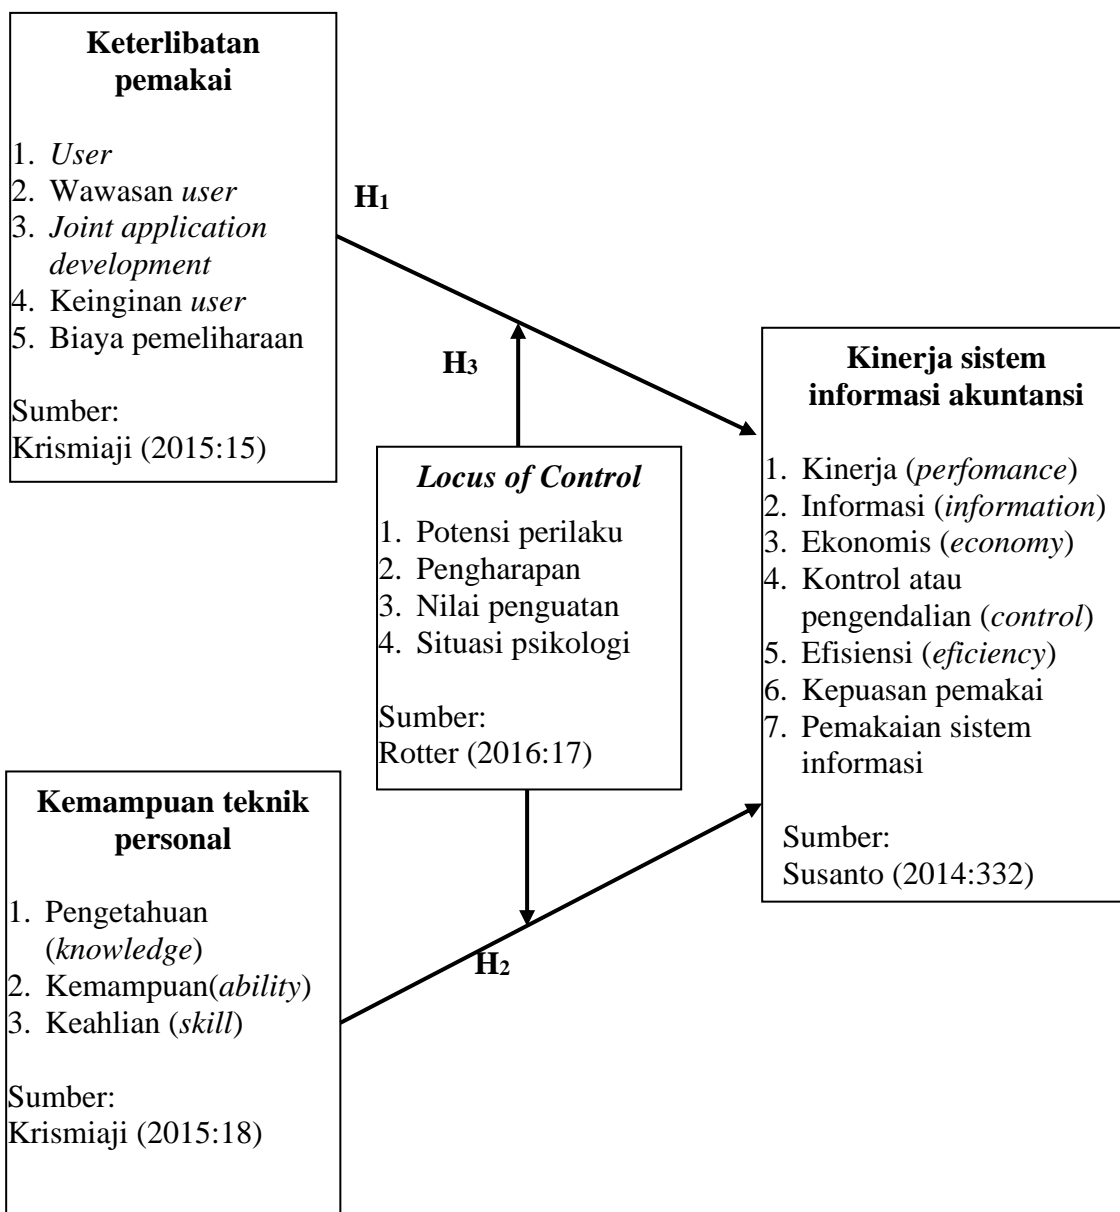 Keterlibatan
pemakai
1. User
2. Wawasan user
3. Joint application
development
4. Keinginan user
5. Biaya pemeliharaan
Sumber:
Krismiaji (2015:15)
H1
H3
Locus of Control
1. Potensi perilaku
2. Pengharapan
3. Nilai penguatan
4. Situasi psikologi
Sumber:
Rotter (2016:17)
Kinerja sistem
informasi akuntansi
1. Kinerja (perfomance)
2. Informasi (information)
3. Ekonomis (economy)
4. Kontrol atau
pengendalian (control)
5. Efisiensi (eficiency)
6. Kepuasan pemakai
7. Pemakaian sistem
informasi
Sumber:
Susanto (2014:332)
Kemampuan teknik
personal
1. Pengetahuan
(knowledge)
2. Kemampuan(ability)
3. Keahlian (skill)
Sumber:
Krismiaji (2015:18)
H2